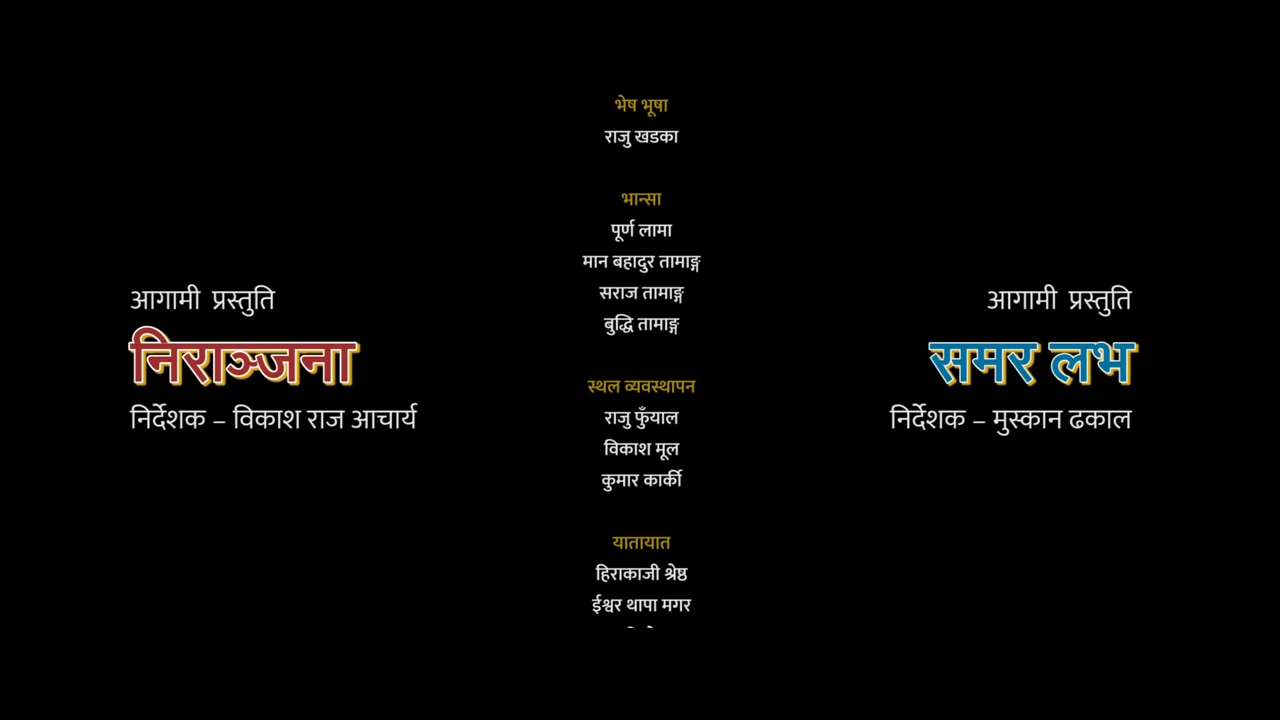 भेष भूषा
राजु खडका
भान्सा
पूर्ण लामा
मान बहादुर तामाङ्ग
सराज तामाङ्ग
बुद्धि तामाङ्ग
स्थल व्यवस्थापन
राजु फुँयाल
विकाश मूल
कुमार कार्की
यातायात
हिराकाजी श्रेष्ठ
ईश्वर थापा मगर
आगामी प्रस्तुति
निराञ्जना
निर्देशक – विकाश राज आचार्य
आगामी प्रस्तुति
समर लभ
निर्देशक – मुस्कान ढकाल